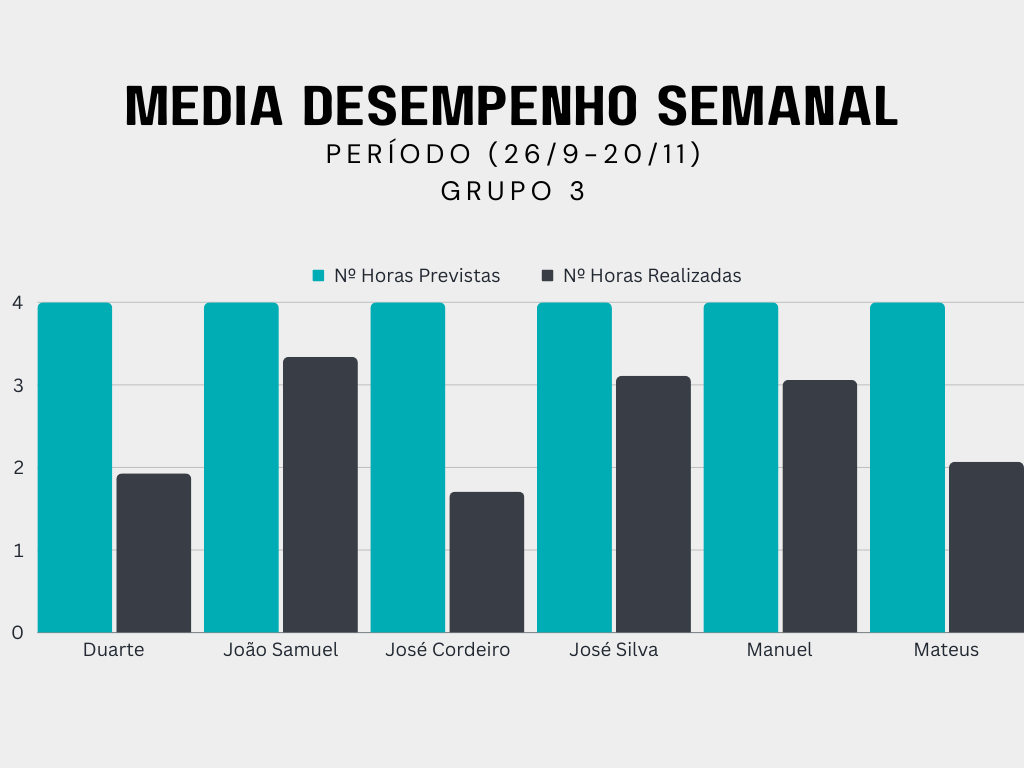 MEDIA DESEMPENHO SEMANAL
PERÍODO (26/9-20/11)
GRUPO 3
Nº Horas Previstas Nº Horas Realizadas
4
3
2
1
0
Duarte João Samuel José Cordeiro José Silva Manuel Mateus